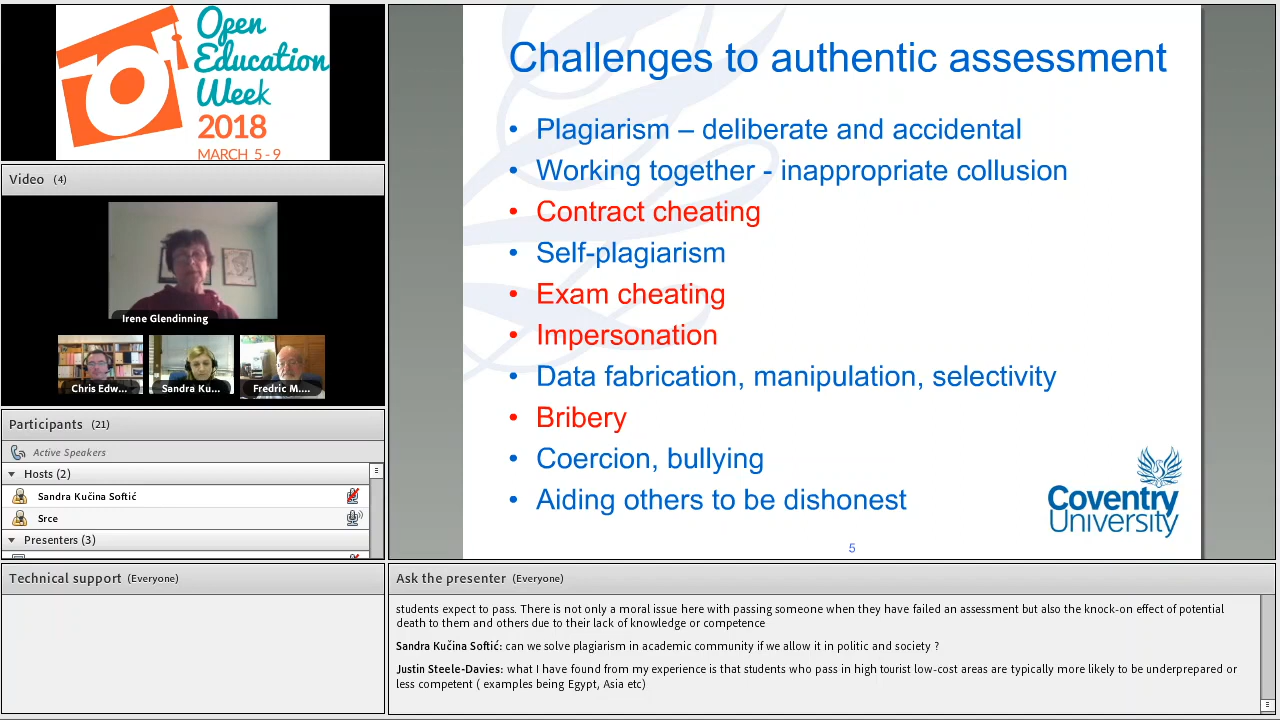 Open
Education
Week
2018
MARCH 5 - 9
Video (4)
Irene Glendinning
Chris Edw...
Sandra Ku...
Fredric M....
Participants (21)
Active Speakers
Hosts (2)
Sandra Kučina Softić
Srce
Presenters (3)
Technical support (Everyone)
Challenges to authentic assessment
• Plagiarism – deliberate and accidental
• Working together - inappropriate collusion
• Contract cheating
• Self-plagiarism
• Exam cheating
• Impersonation
• Data fabrication, manipulation, selectivity
• Bribery
• Coercion, bullying
• Aiding others to be dishonest
Coventry
University
5
Ask the presenter (Everyone)
students expect to pass. There is not only a moral issue here with passing someone when they have failed an assessment but also the knock-on effect of potential
death to them and others due to their lack of knowledge or competence
Sandra Kučina Softić: can we solve plagiarism in academic community if we allow it in politic and society ?
Justin Steele-Davies: what I have found from my experience is that students who pass in high tourist low-cost areas are typically more likely to be underprepared or
less competent ( examples being Egypt, Asia etc)